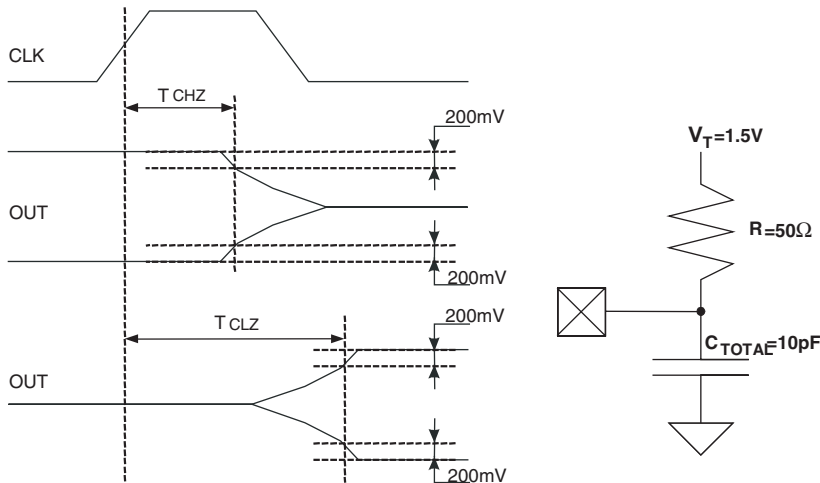 CLK
T CHZ
200mV
OUT
200mV
T CLZ
200mV
OUT
200mV
VT=1.5V
R=50Ω
CTOTAL=10pF